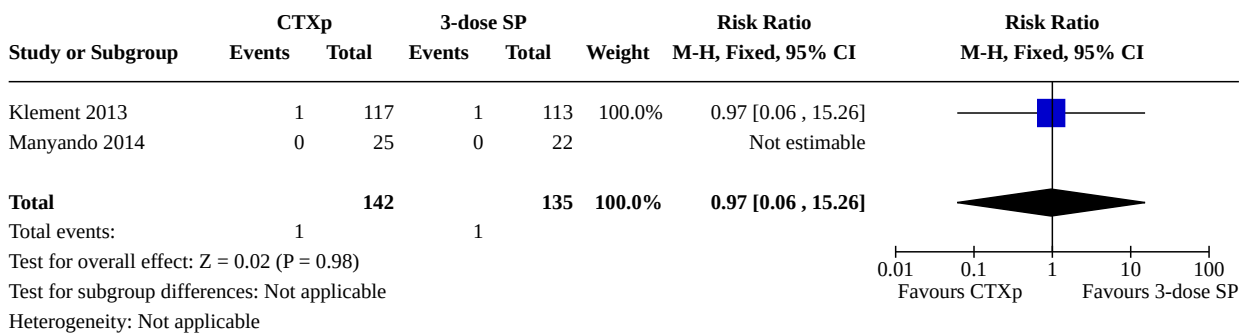 CTXp 3-dose SP Risk Ratio Risk Ratio
Study or Subgroup Events Total Events Total Weight M-H, Fixed, 95% CI M-H, Fixed, 95% CI
Klement 2013 1 117 1 113 100.0% 0.97 [0.06 , 15.26]
Manyando 2014 0 25 0 22 Not estimable
Total 142 135 100.0% 0.97 [0.06 , 15.26]
Total events: 1 1
Test for overall effect: Z = 0.02 (P = 0.98)
Test for subgroup differences: Not applicable
Heterogeneity: Not applicable
0.01 0.1 1 10 100
Favours CTXp Favours 3-dose SP